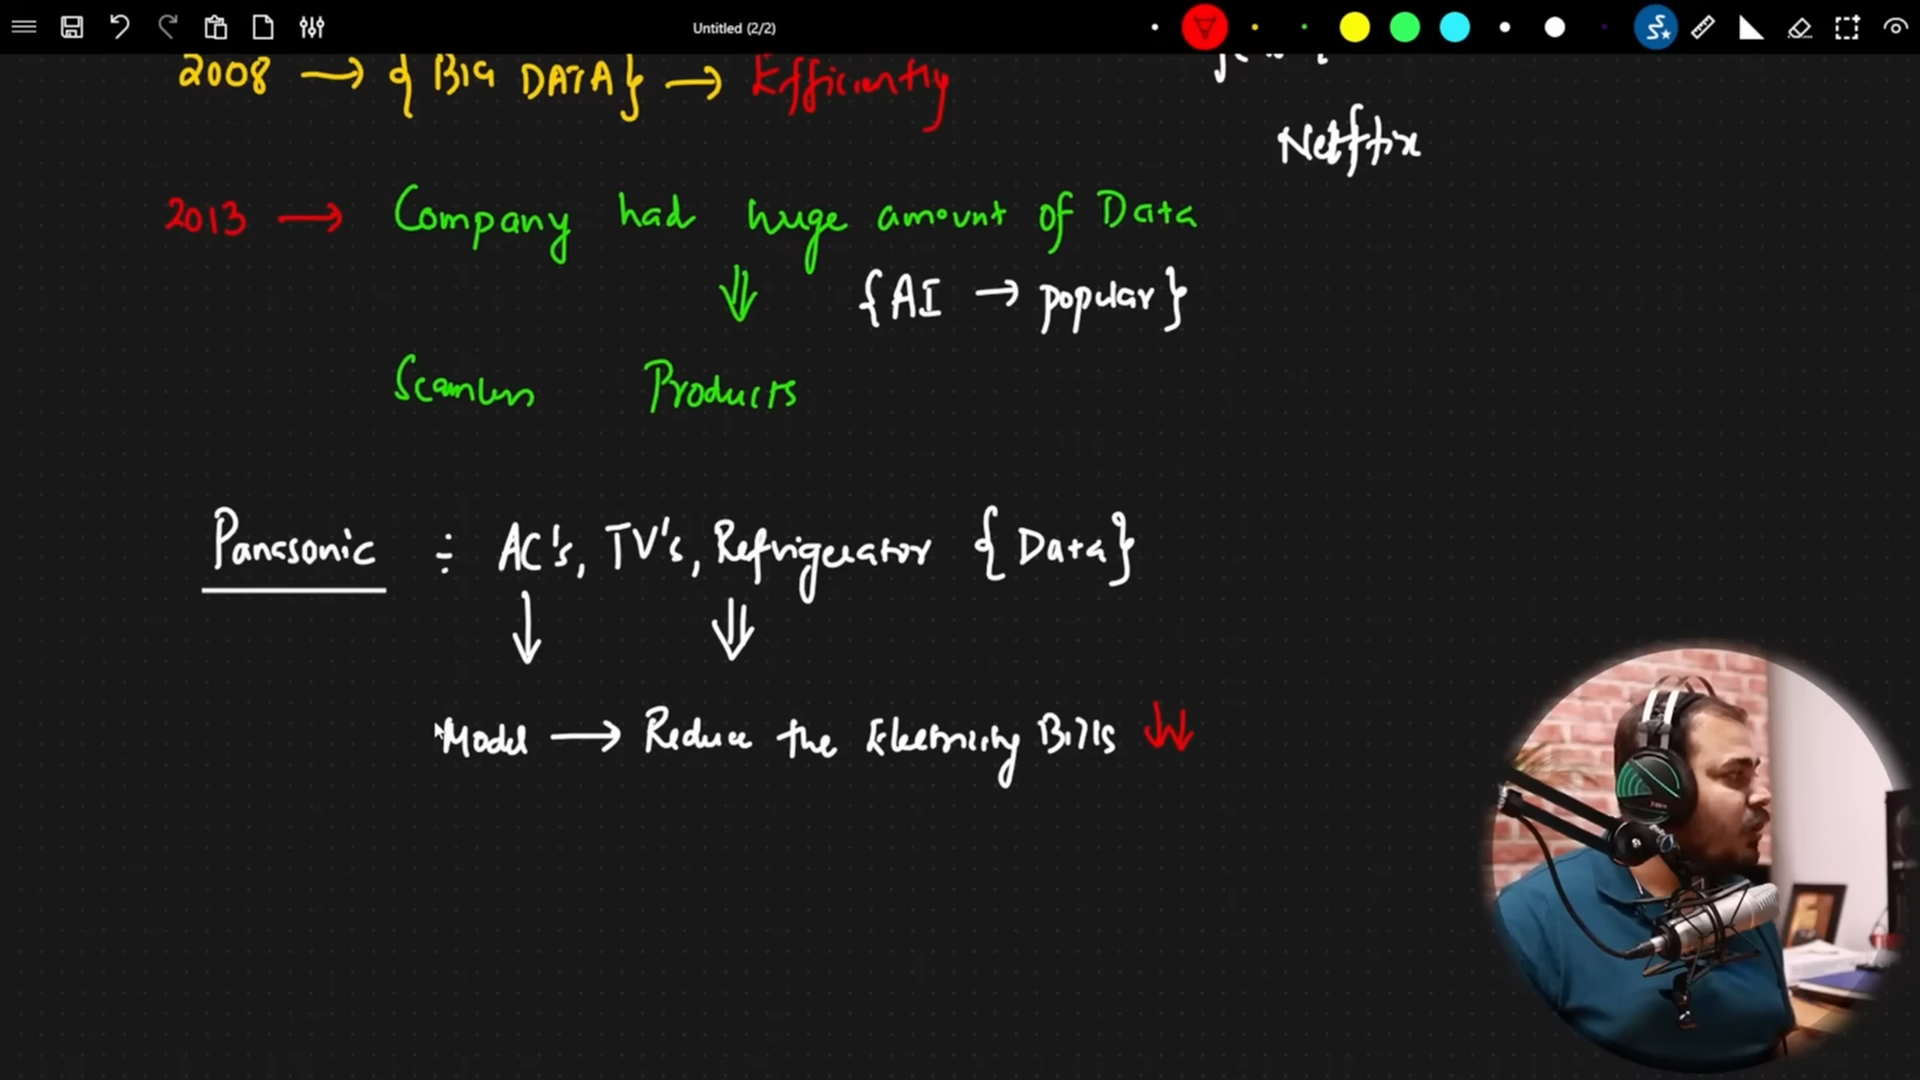 Untitled (2/2)
2008 → { BIG DATA} → Efficiently
Netflix
2013 → Company had huge amount of Data
{AI → popular}
Seamless Products
Panasonic ÷ AC's, TV's, Refrigerator { Data}
Model → Reduce the Electricity Bills